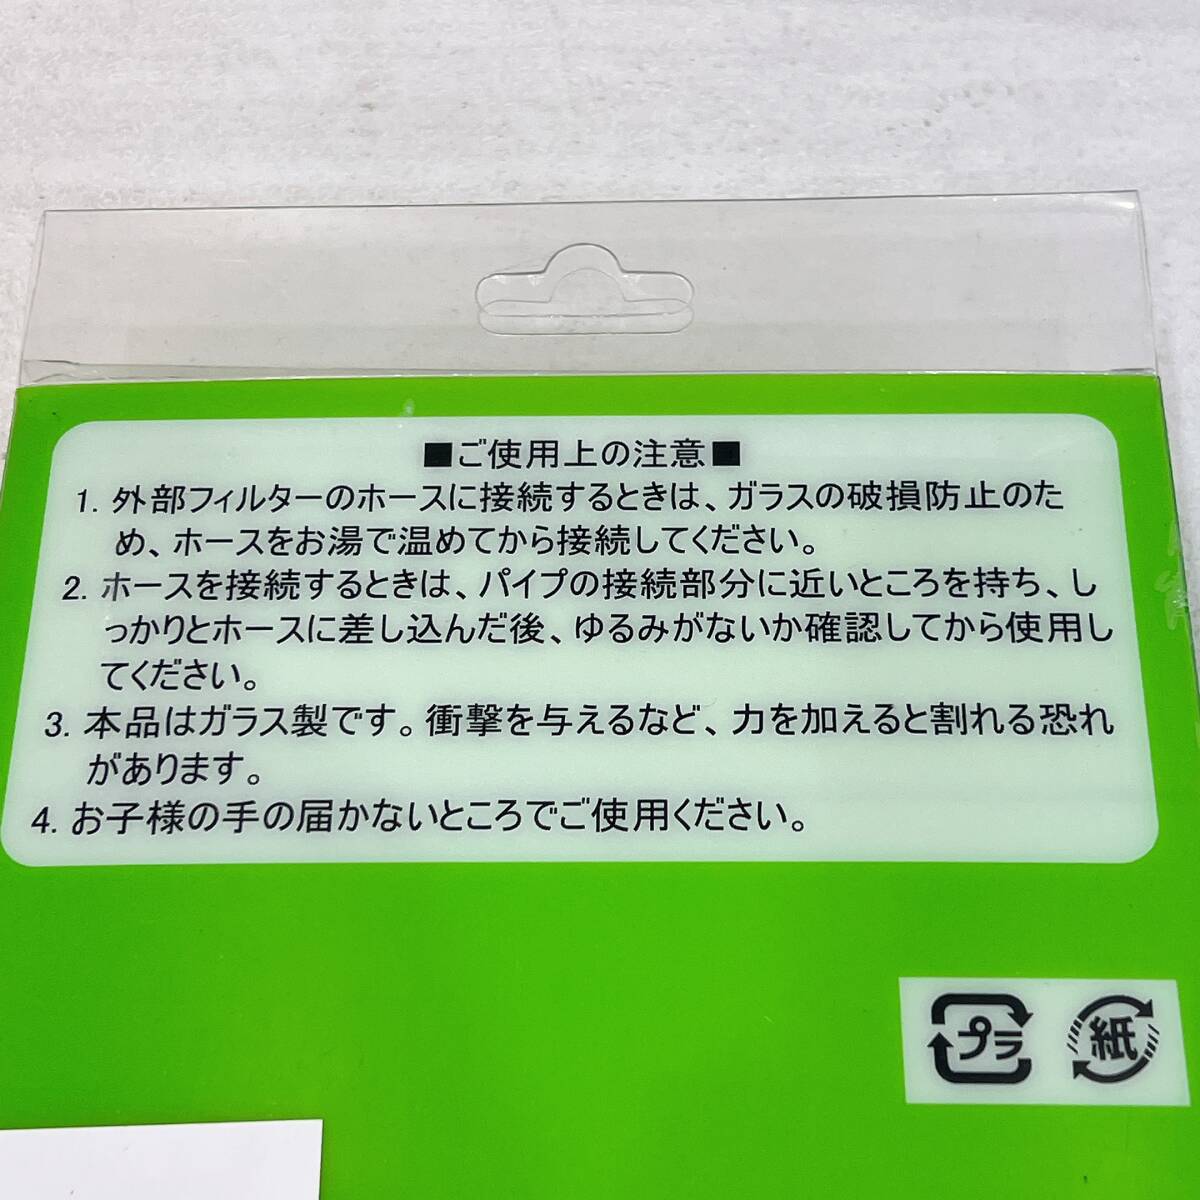 ■ご使用上の注意■
1. 外部フィルターのホースに接続するときは、ガラスの破損防止のた
め、ホースをお湯で温めてから接続してください。
2. ホースを接続するときは、パイプの接続部分に近いところを持ち、し
っかりとホースに差し込んだ後、ゆるみがないか確認してから使用し
てください。
3. 本品はガラス製です。衝撃を与えるなど、力を加えると割れる恐れ
があります。
4. お子様の手の届かないところでご使用ください。
プラ 紙